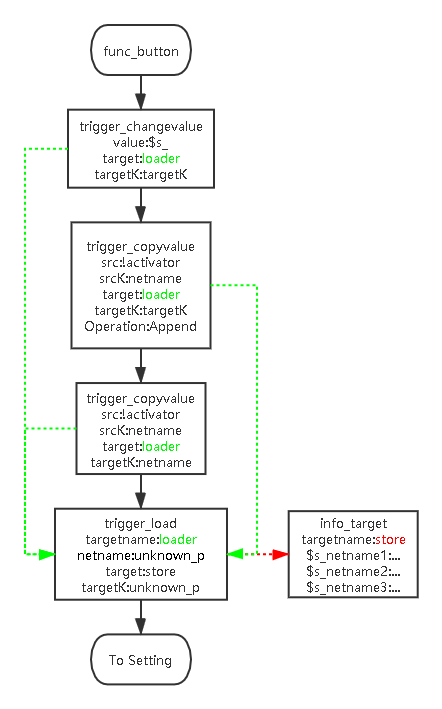 func_button
trigger_changevalue
value:$s_
target:loader
targetK:targetK
trigger_copyvalue
src:!activator
srcK:netname
target:loader
targetK:targetK
Operation:Append
trigger_copyvalue
src:!activator
srcK:netname
target:loader
targetK:netname
trigger_load
targetname:loader
netname:unknown_p
target:store
targetK:unknown_p
info_target
targetname:store
$s_netname1:...
$s_netname2:...
$s_netname3:...
To Setting